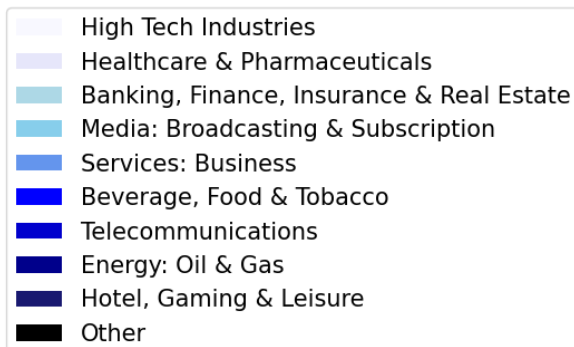 High Tech Industries
Healthcare & Pharmaceuticals
Banking, Finance, Insurance & Real Estate
Media: Broadcasting & Subscription
Services: Business
Beverage, Food & Tobacco
Telecommunications
Energy: Oil & Gas
Hotel, Gaming & Leisure
Other